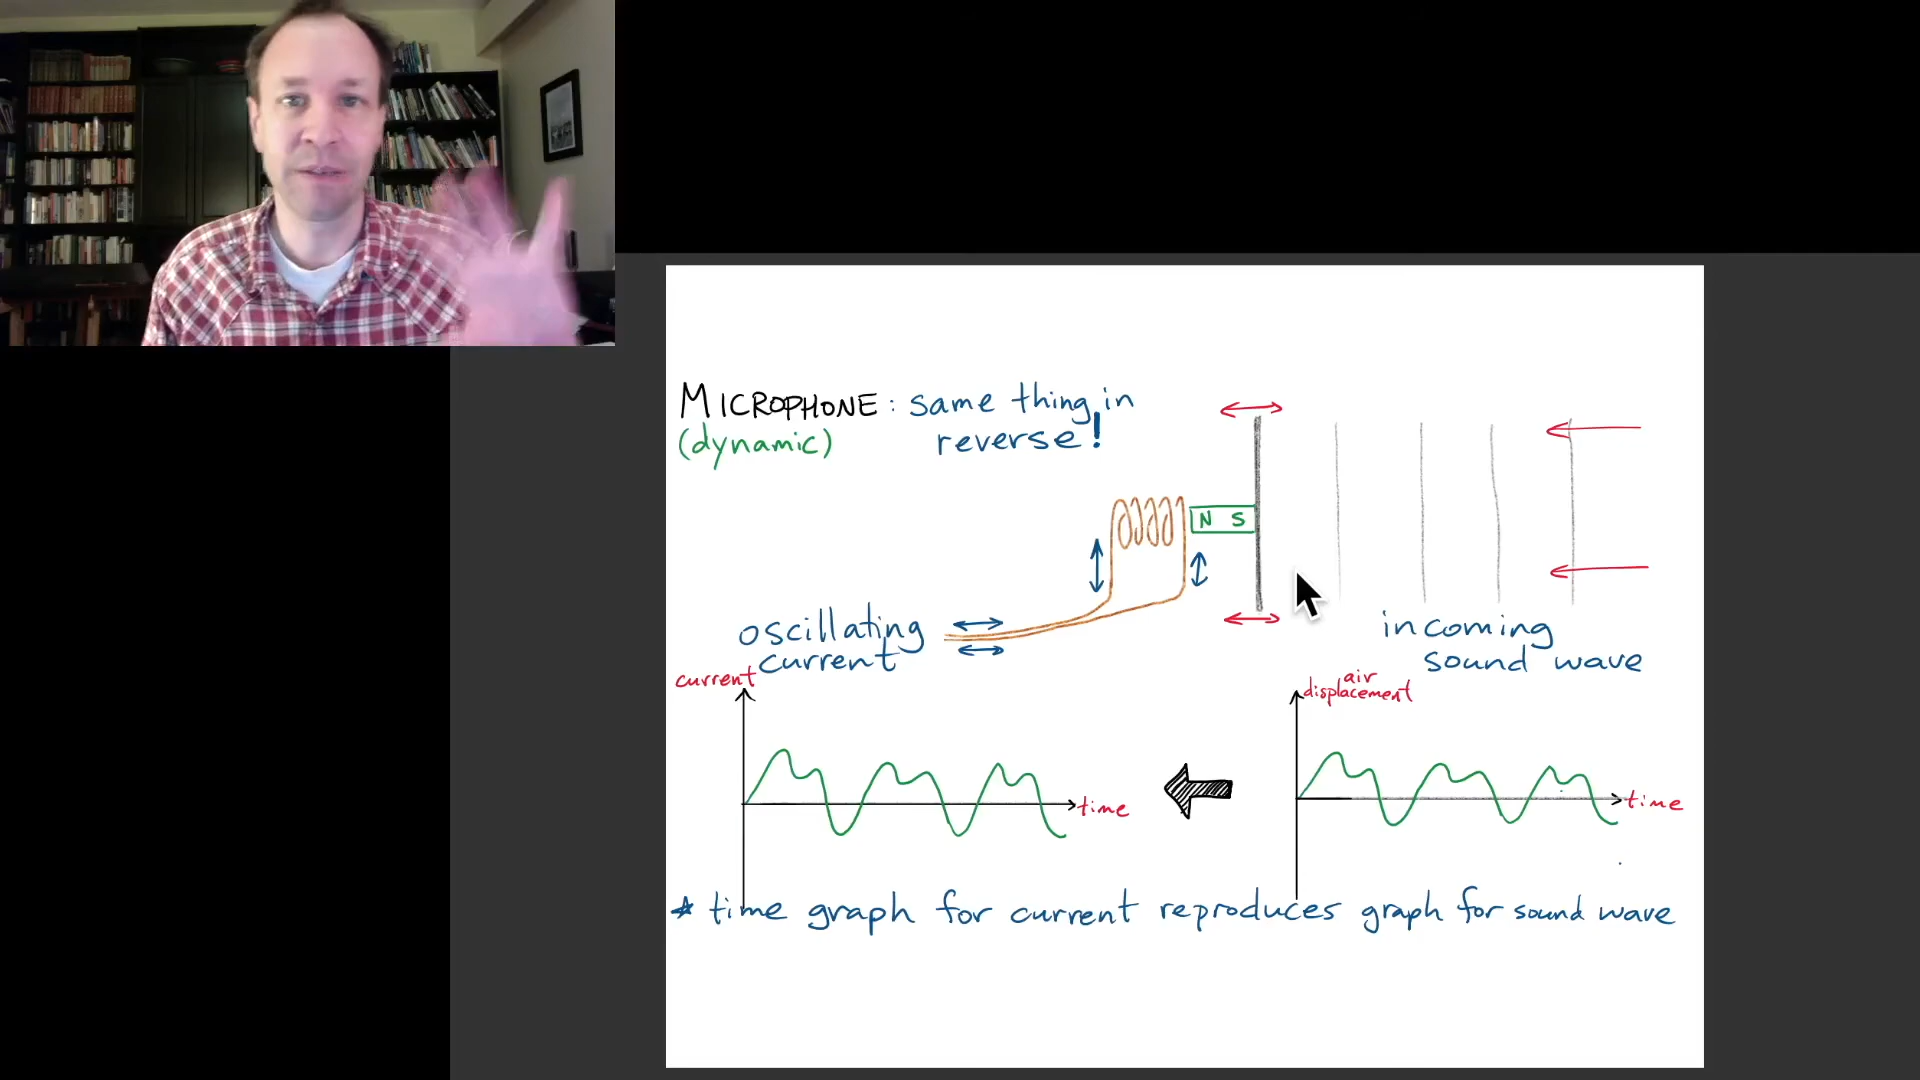 MICROPHONE: same thing in
(dynamic) reverse!
N S
oscillating
current
incoming
sound wave
current
time
air
displacement
time
* time graph for current reproduces graph for sound wave